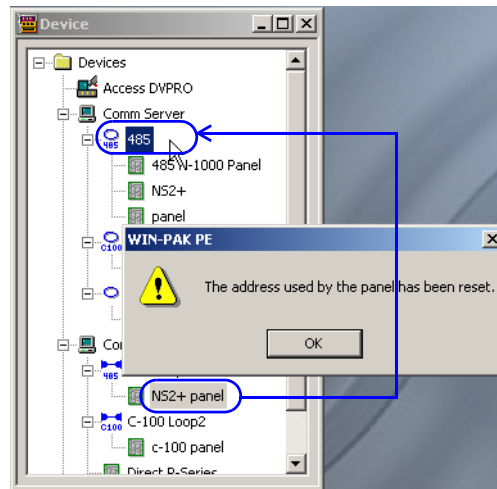 Device
Devices
Access DVPRO
Comm Server
485
485
485 N-1000 Panel
NS2+
panel
C100
WIN-PAK PE
The address used by the panel has been reset.
OK
485
NS2+ panel
C100
C-100 Loop2
c-100 panel
Direct P-Series